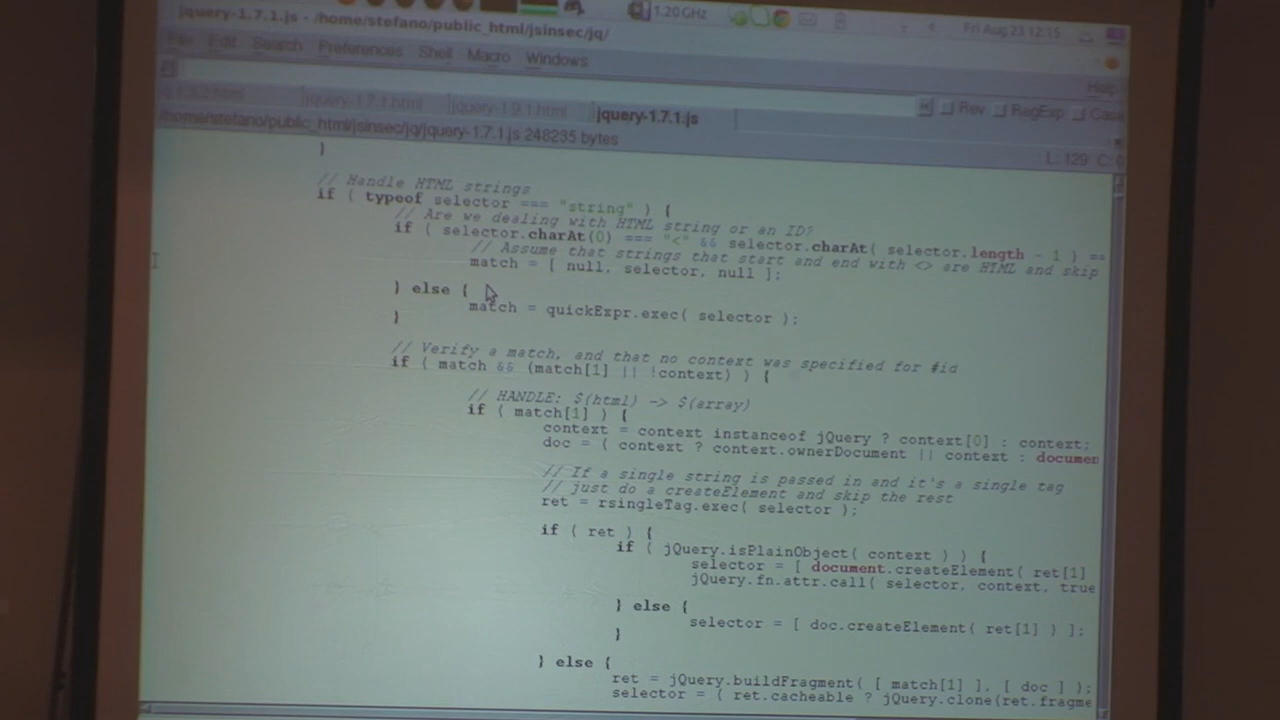 jquery-1.7.1.js - /home/stefano/public_html/jsinsec/jq/
1.20 GHz
Fri Aug 23 12:15
File Edit Search Preferences Shell Macro Windows
Help
jquery-1.7.1.html jquery-1.9.1.html jquery-1.7.1.js
Rev RegExp Case
/home/stefano/public_html/jsinsec/jq/jquery-1.7.1.js 248235 bytes
L: 129 C: 0
}
// Handle HTML strings
if ( typeof selector === "string" ) {
// Are we dealing with HTML string or an ID?
if ( selector.charAt(0) === "<" && selector.charAt( selector.length - 1 ) ==
// Assume that strings that start and end with <> are HTML and skip
match = [ null, selector, null ];
} else {
match = quickExpr.exec( selector );
}
// Verify a match, and that no context was specified for #id
if ( match && (match[1] || !context) ) {
// HANDLE: $(html) -> $(array)
if ( match[1] ) {
context = context instanceof jQuery ? context[0] : context;
doc = ( context ? context.ownerDocument || context : documen
// If a single string is passed in and it's a single tag
// just do a createElement and skip the rest
ret = rsingleTag.exec( selector );
if ( ret ) {
if ( jQuery.isPlainObject( context ) ) {
selector = [ document.createElement( ret[1]
jQuery.fn.attr.call( selector, context, true
} else {
selector = [ doc.createElement( ret[1] ) ];
}
} else {
ret = jQuery.buildFragment( [ match[1] ], [ doc ] );
selector = ( ret.cacheable ? jQuery.clone(ret.fragme